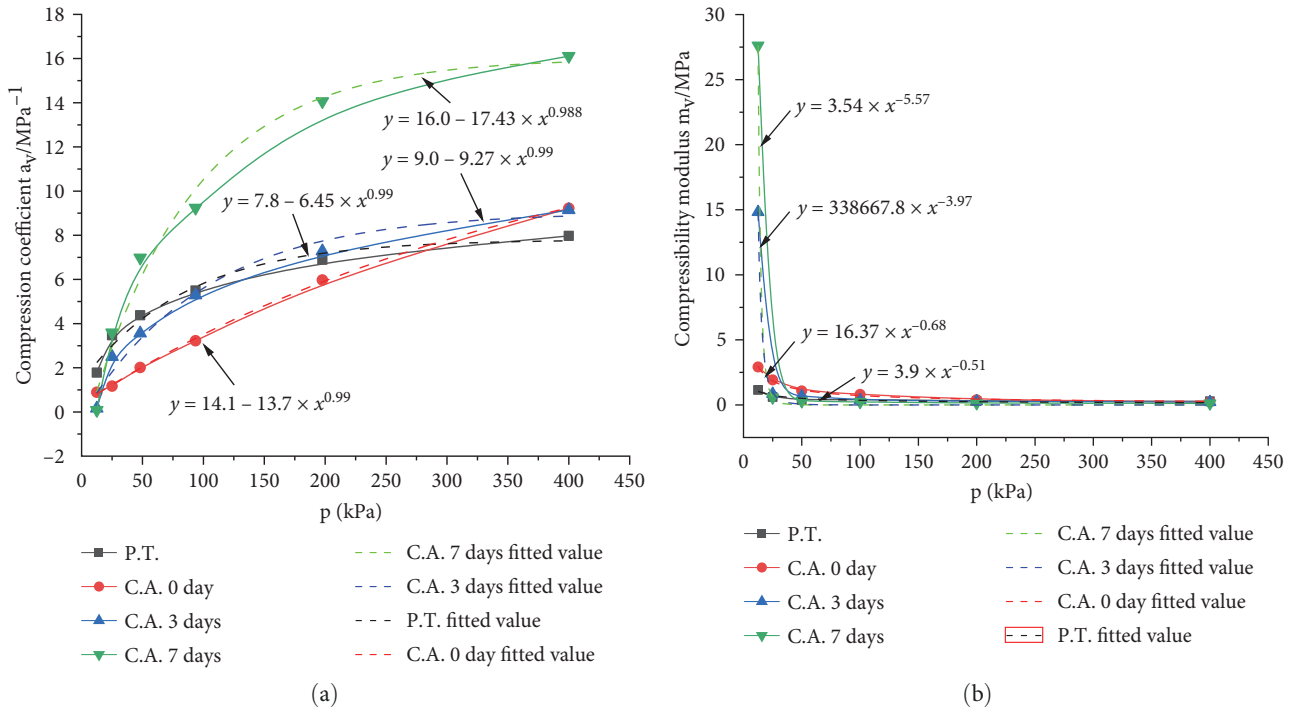 18
16
14
12
10
8
6
4
2
0
–2
Compression coefficient a_v/MPa⁻¹
y = 16.0 – 17.43 × x^0.988
y = 9.0 – 9.27 × x^0.99
y = 7.8 – 6.45 × x^0.99
y = 14.1 – 13.7 × x^0.99
0 50 100 150 200 250 300 350 400 450
p (kPa)
P.T.
C.A. 0 day
C.A. 3 days
C.A. 7 days
C.A. 7 days fitted value
C.A. 3 days fitted value
P.T. fitted value
C.A. 0 day fitted value
(a)
30
25
20
15
10
5
0
Compressibility modulus m_v/MPa
y = 3.54 × x^–5.57
y = 338667.8 × x^–3.97
y = 16.37 × x^–0.68
y = 3.9 × x^–0.51
0 50 100 150 200 250 300 350 400 450
p (kPa)
P.T.
C.A. 0 day
C.A. 3 days
C.A. 7 days
C.A. 7 days fitted value
C.A. 3 days fitted value
C.A. 0 day fitted value
P.T. fitted value
(b)